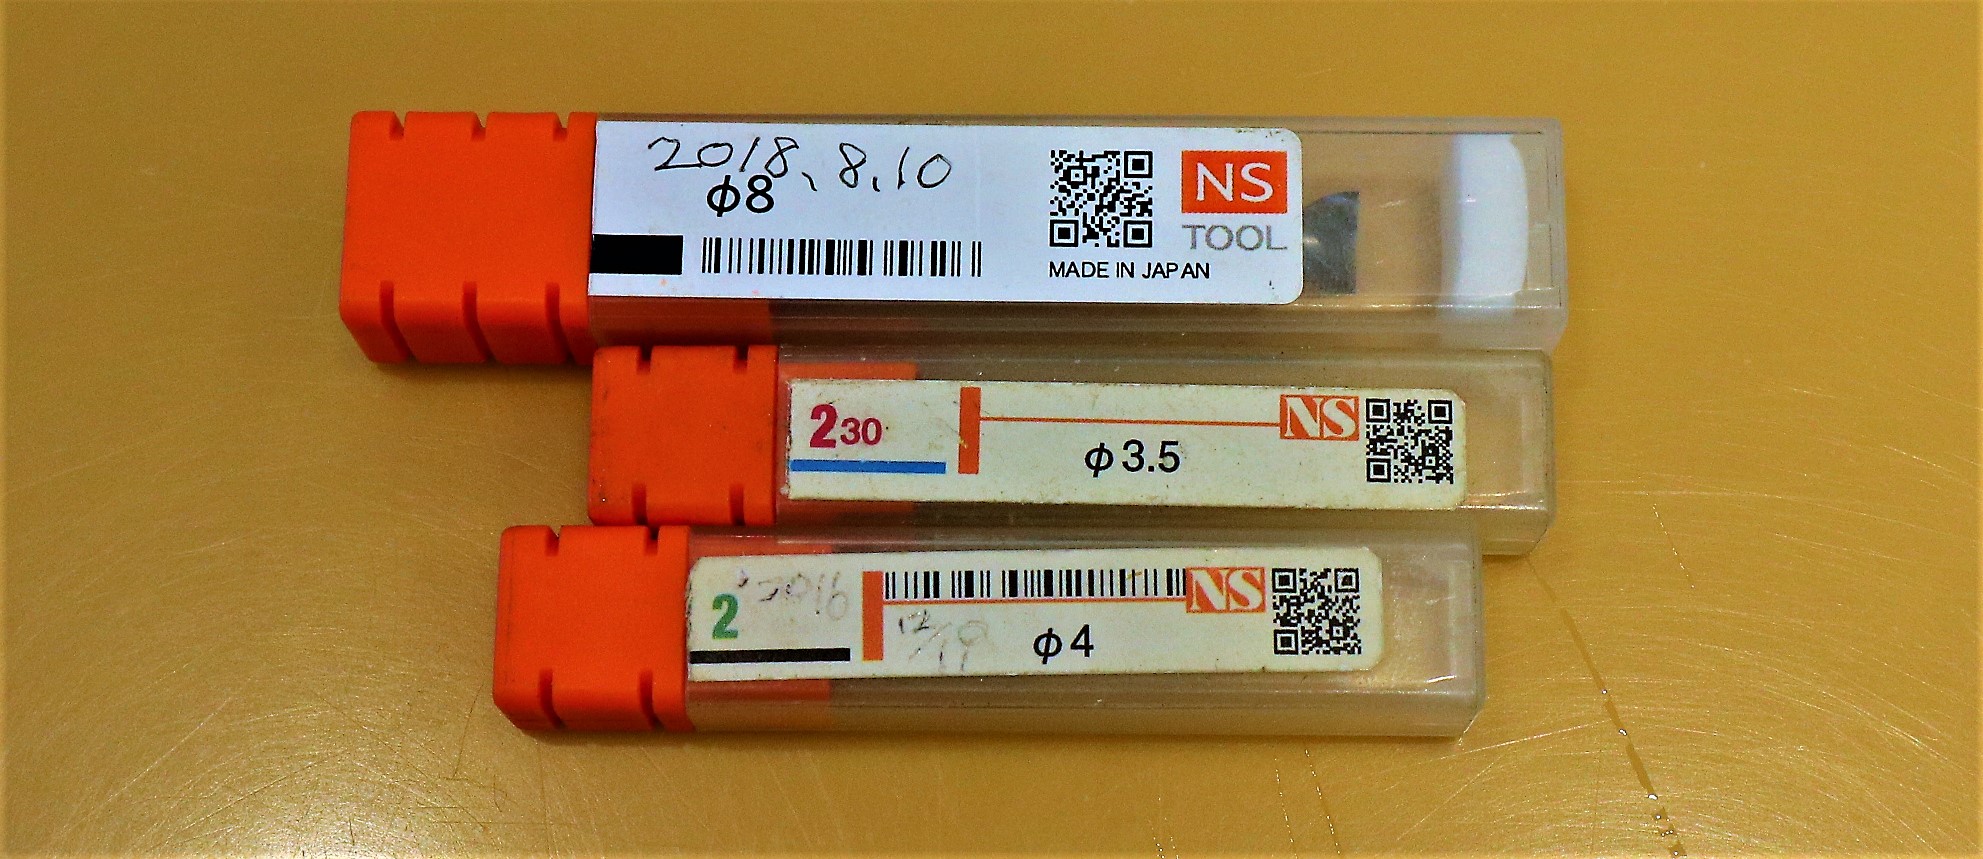 2018.8.10
φ8
NS
TOOL
MADE IN JAPAN
230
NS
φ3.5
2
2016
NS
φ4